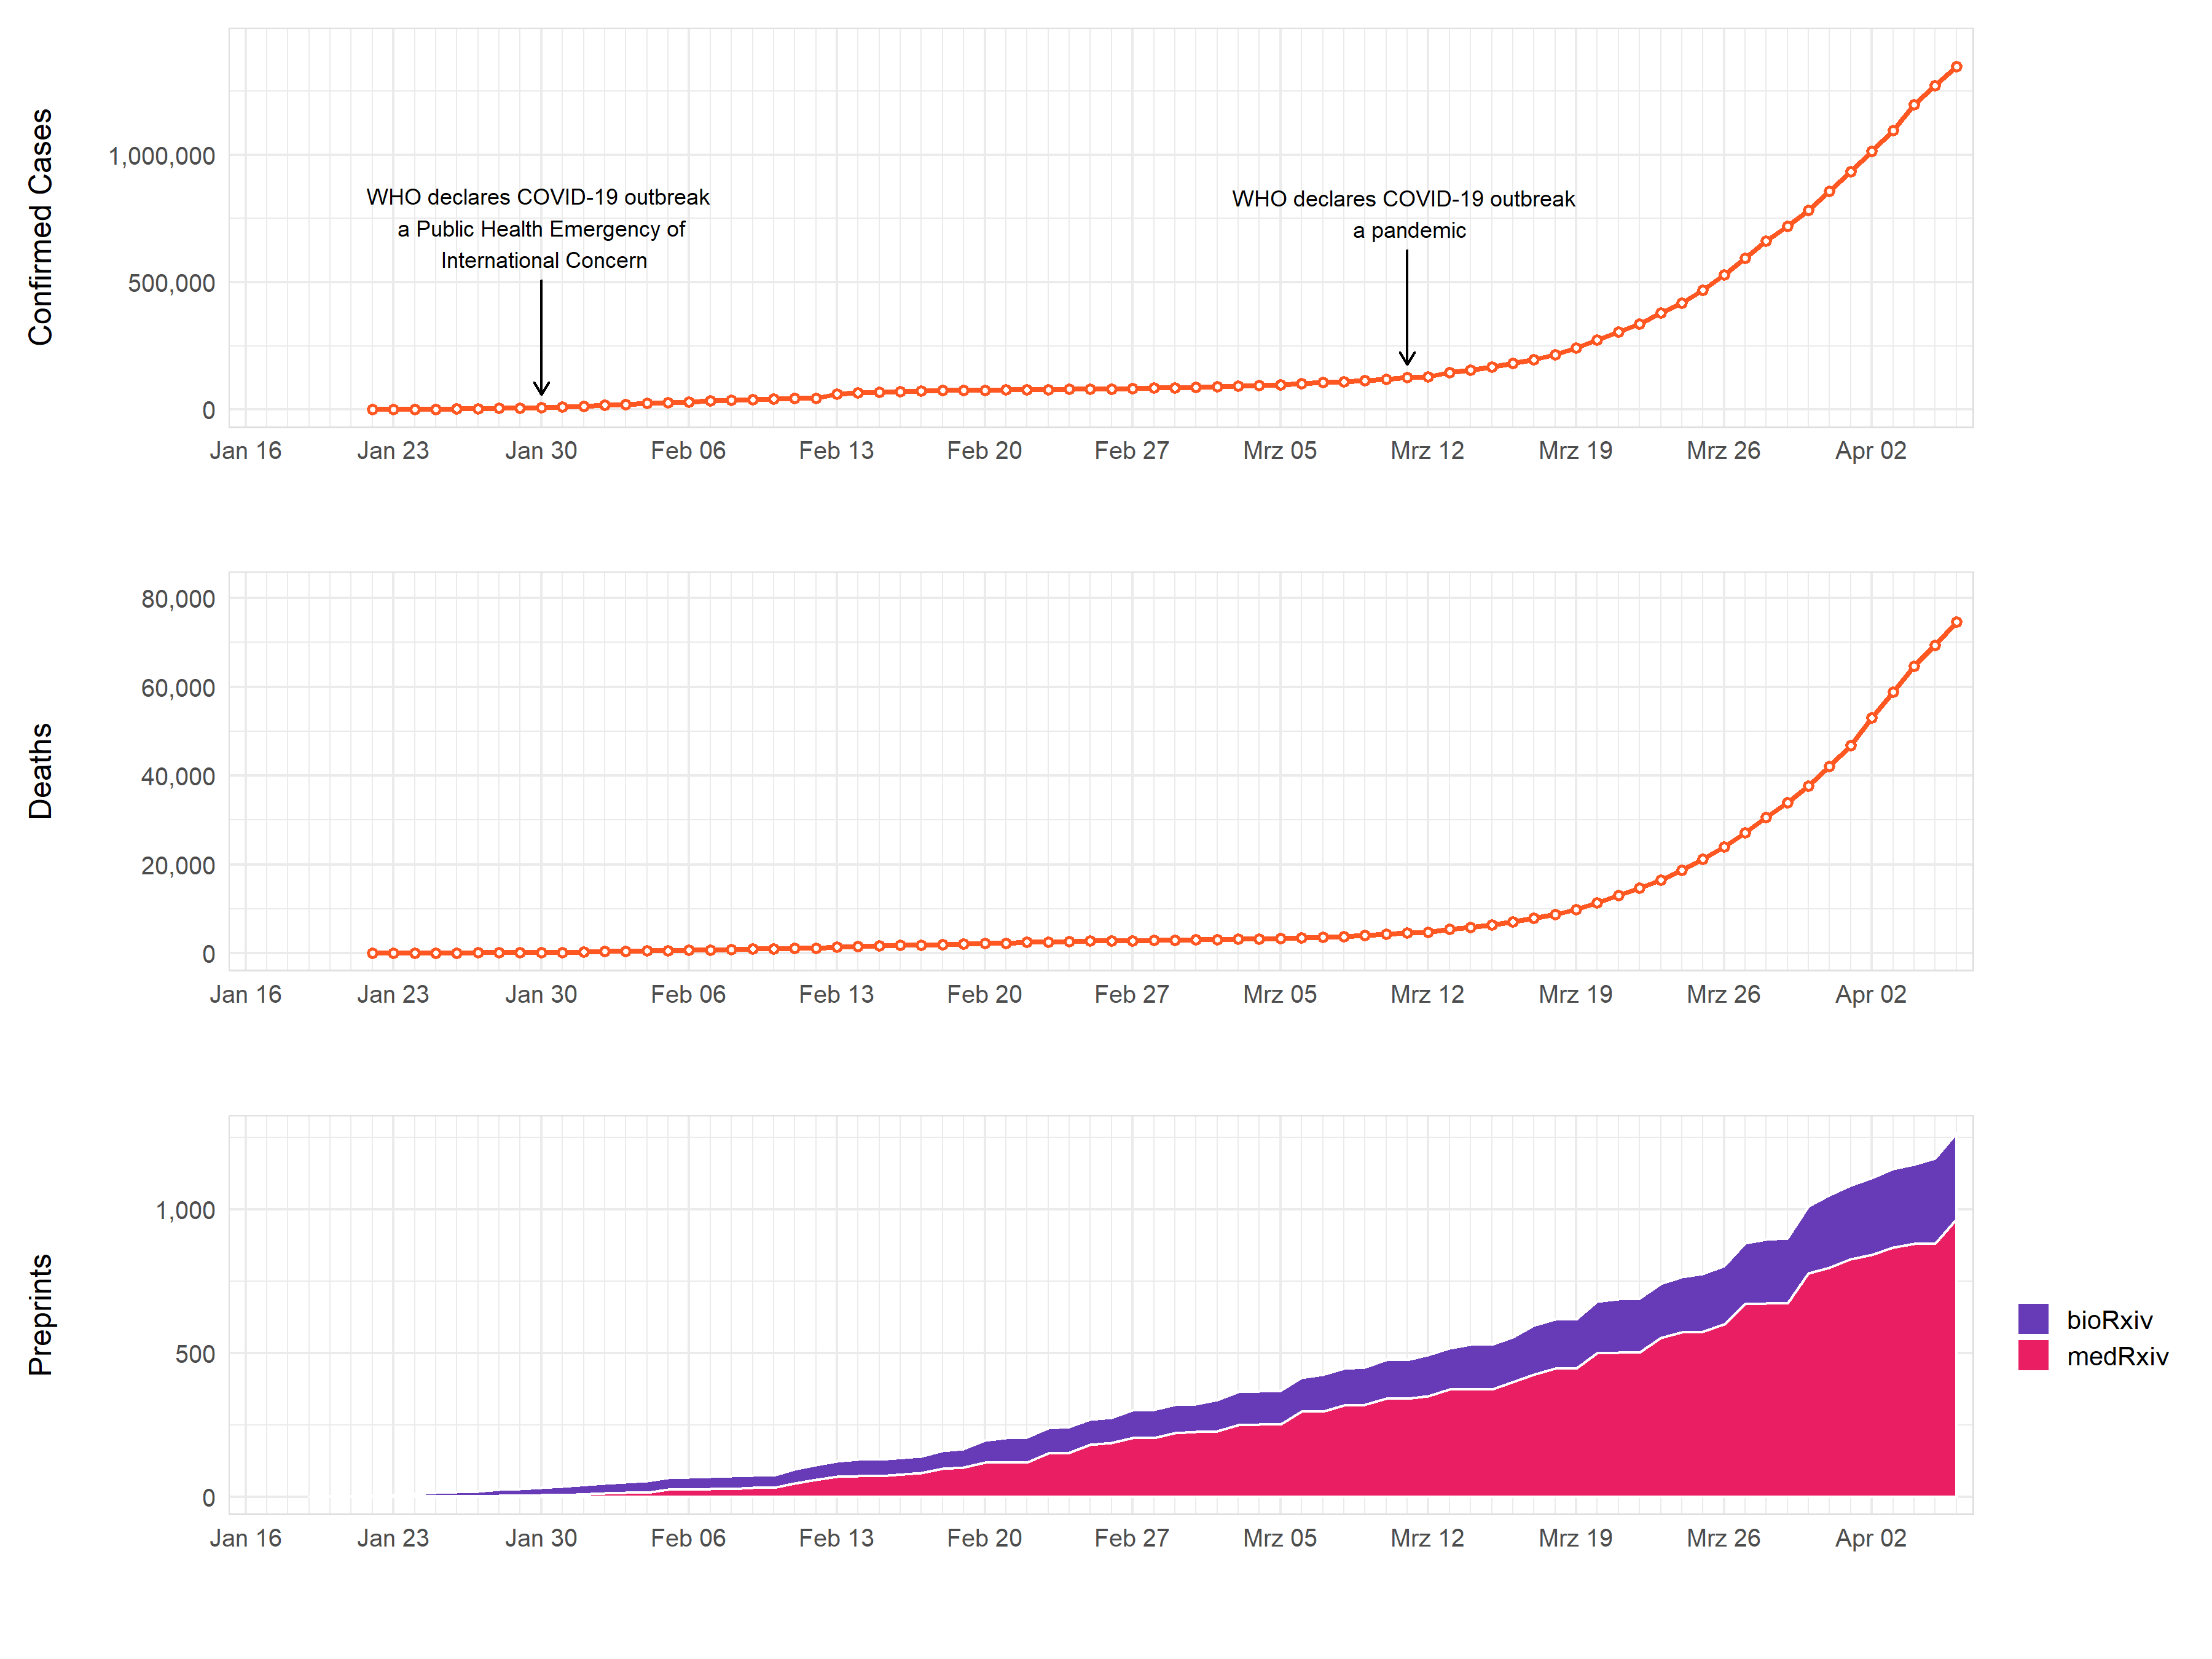 Confirmed Cases
1,000,000
500,000
0
WHO declares COVID-19 outbreak
a Public Health Emergency of
International Concern
WHO declares COVID-19 outbreak
a pandemic
Jan 16 Jan 23 Jan 30 Feb 06 Feb 13 Feb 20 Feb 27 Mrz 05 Mrz 12 Mrz 19 Mrz 26 Apr 02
Deaths
80,000
60,000
40,000
20,000
0
Jan 16 Jan 23 Jan 30 Feb 06 Feb 13 Feb 20 Feb 27 Mrz 05 Mrz 12 Mrz 19 Mrz 26 Apr 02
Preprints
1,000
500
0
Jan 16 Jan 23 Jan 30 Feb 06 Feb 13 Feb 20 Feb 27 Mrz 05 Mrz 12 Mrz 19 Mrz 26 Apr 02
bioRxiv
medRxiv